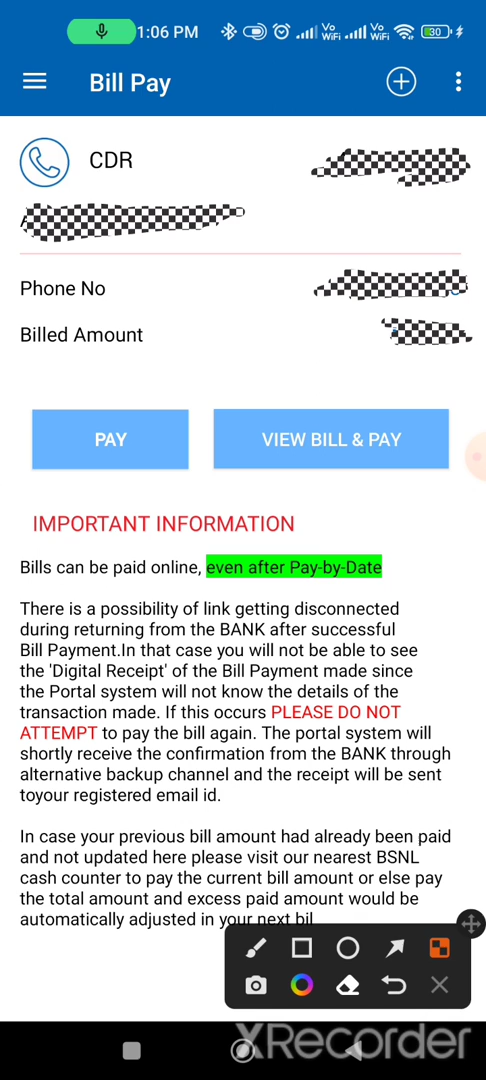 1:06 PM
Vo WiFi
Vo WiFi
30
Bill Pay
CDR
Phone No
Billed Amount
PAY
VIEW BILL & PAY
IMPORTANT INFORMATION
Bills can be paid online, even after Pay-by-Date
There is a possibility of link getting disconnected
during returning from the BANK after successful
Bill Payment.In that case you will not be able to see
the 'Digital Receipt' of the Bill Payment made since
the Portal system will not know the details of the
transaction made. If this occurs PLEASE DO NOT
ATTEMPT to pay the bill again. The portal system will
shortly receive the confirmation from the BANK through
alternative backup channel and the receipt will be sent
toyour registered email id.
In case your previous bill amount had already been paid
and not updated here please visit our nearest BSNL
cash counter to pay the current bill amount or else pay
the total amount and excess paid amount would be
automatically adjusted in your next bil
XRecorder